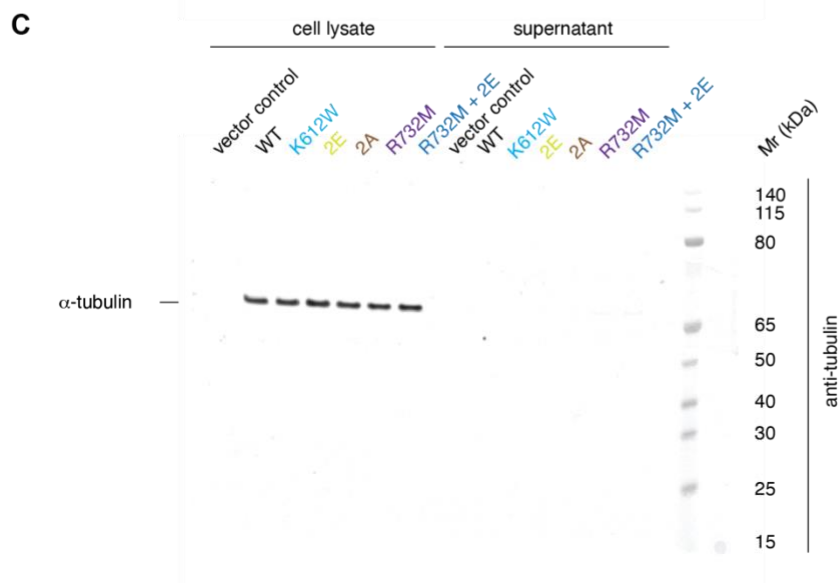 C
cell lysate
supernatant
vector control
WT
K612W
2E
2A
R732M
R732M + 2E
vector control
WT
K612W
2E
2A
R732M
R732M + 2E
Mr (kDa)
140
115
80
α-tubulin
65
50
40
30
25
15
anti-tubulin